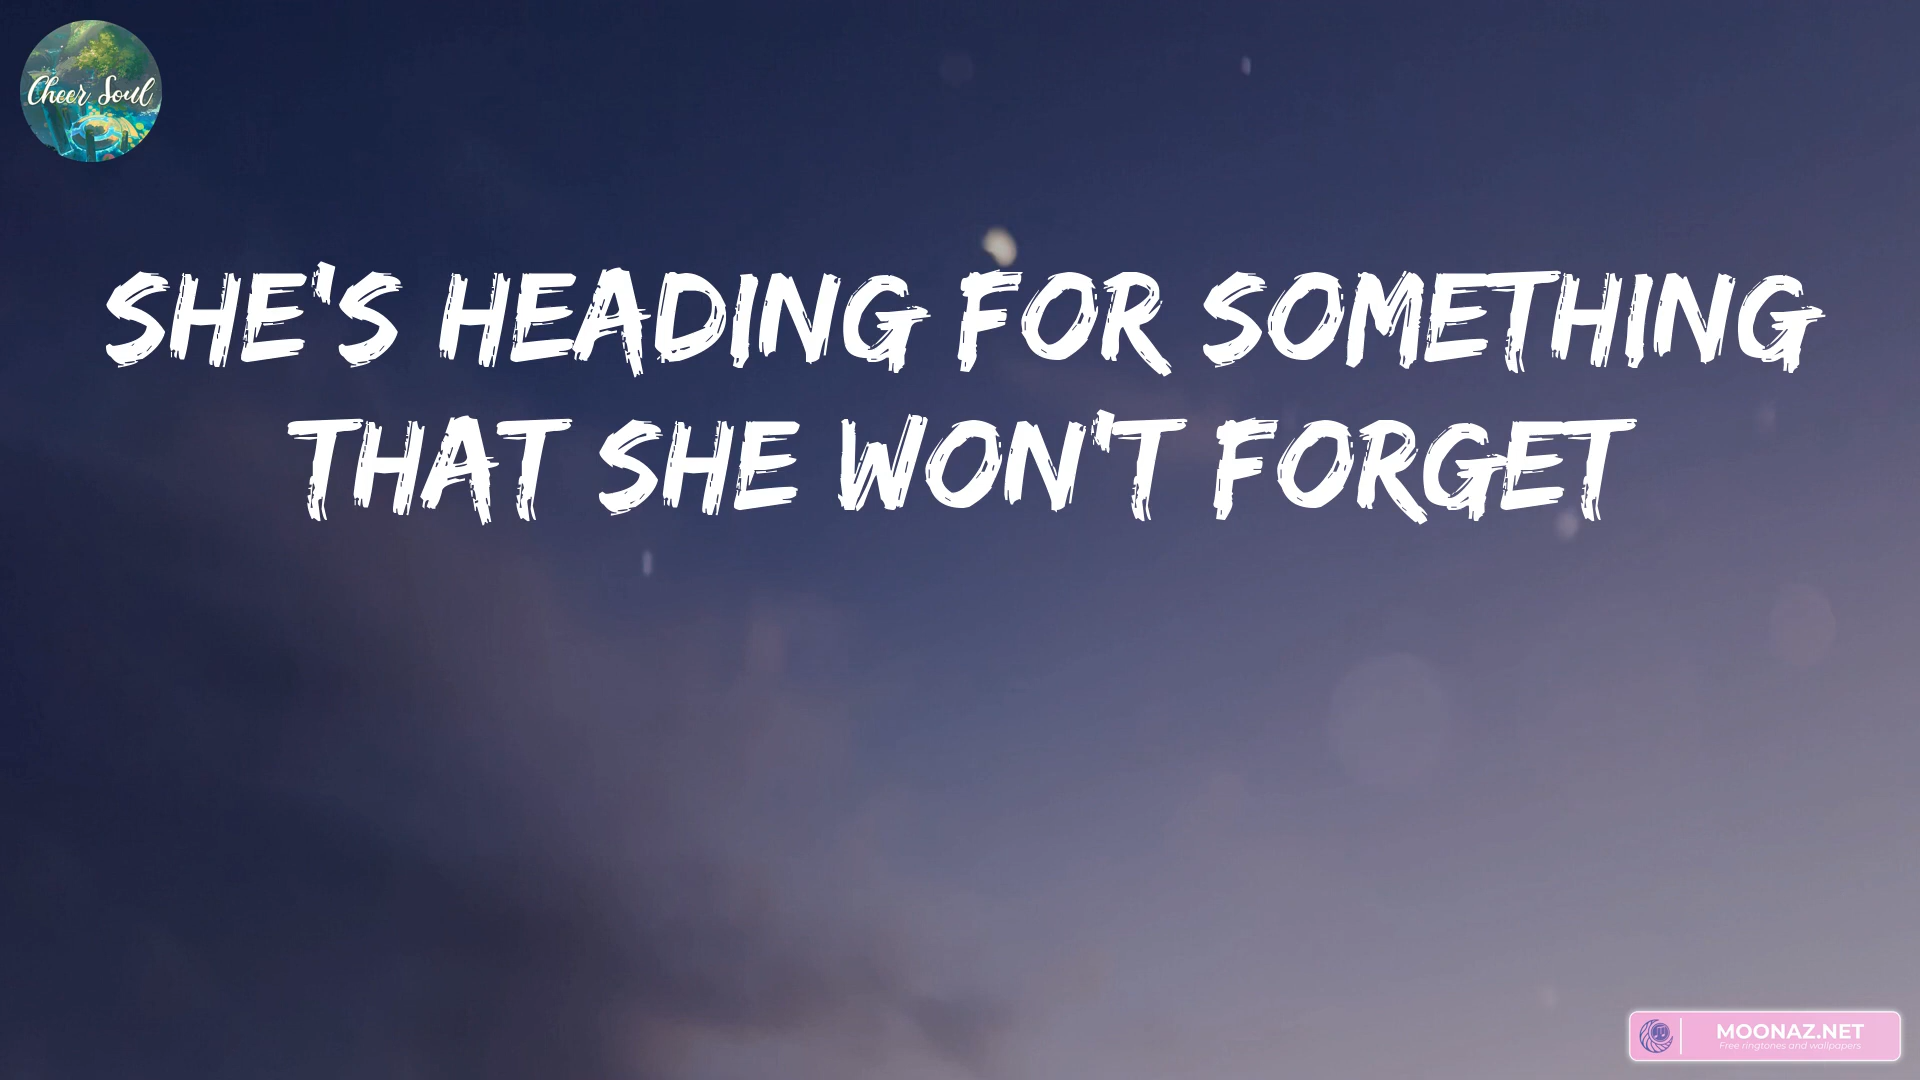 Cheer Soul
SHE'S HEADING FOR SOMETHING
THAT SHE WON'T FORGET
MOONAZ.NET
Free ringtones and wallpapers